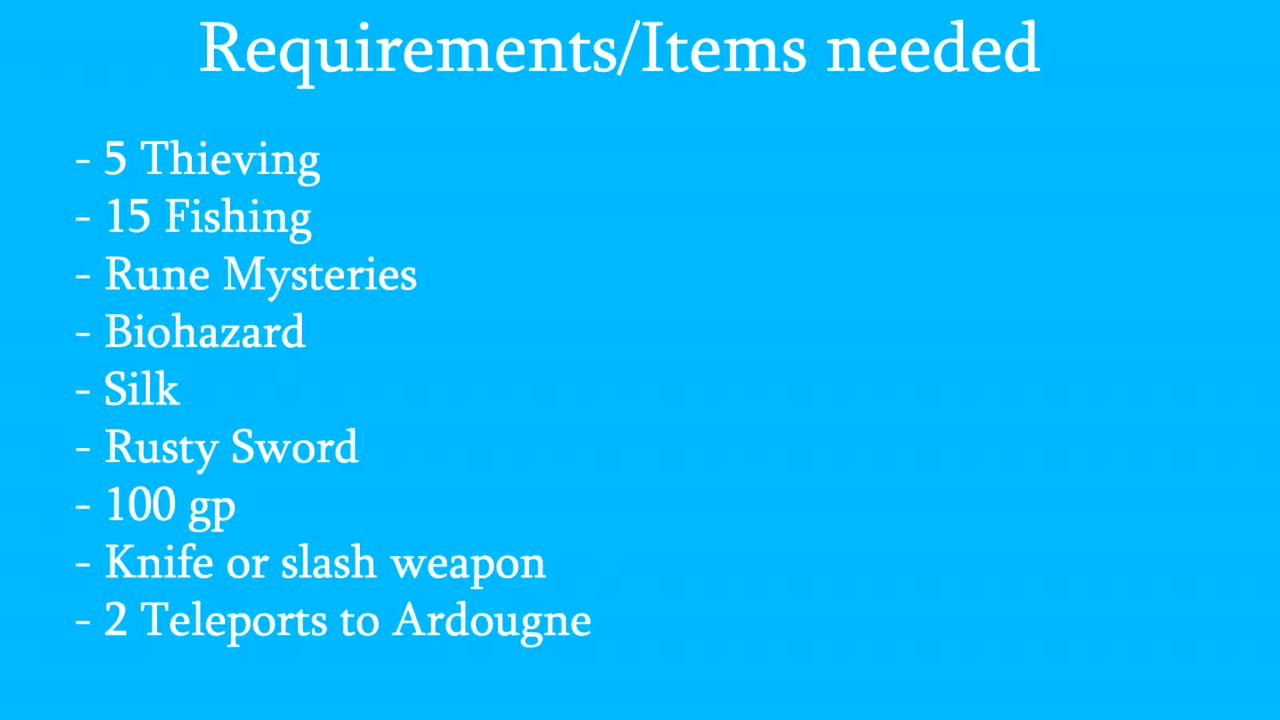 Requirements/Items needed
- 5 Thieving
- 15 Fishing
- Rune Mysteries
- Biohazard
- Silk
- Rusty Sword
- 100 gp
- Knife or slash weapon
- 2 Teleports to Ardougne